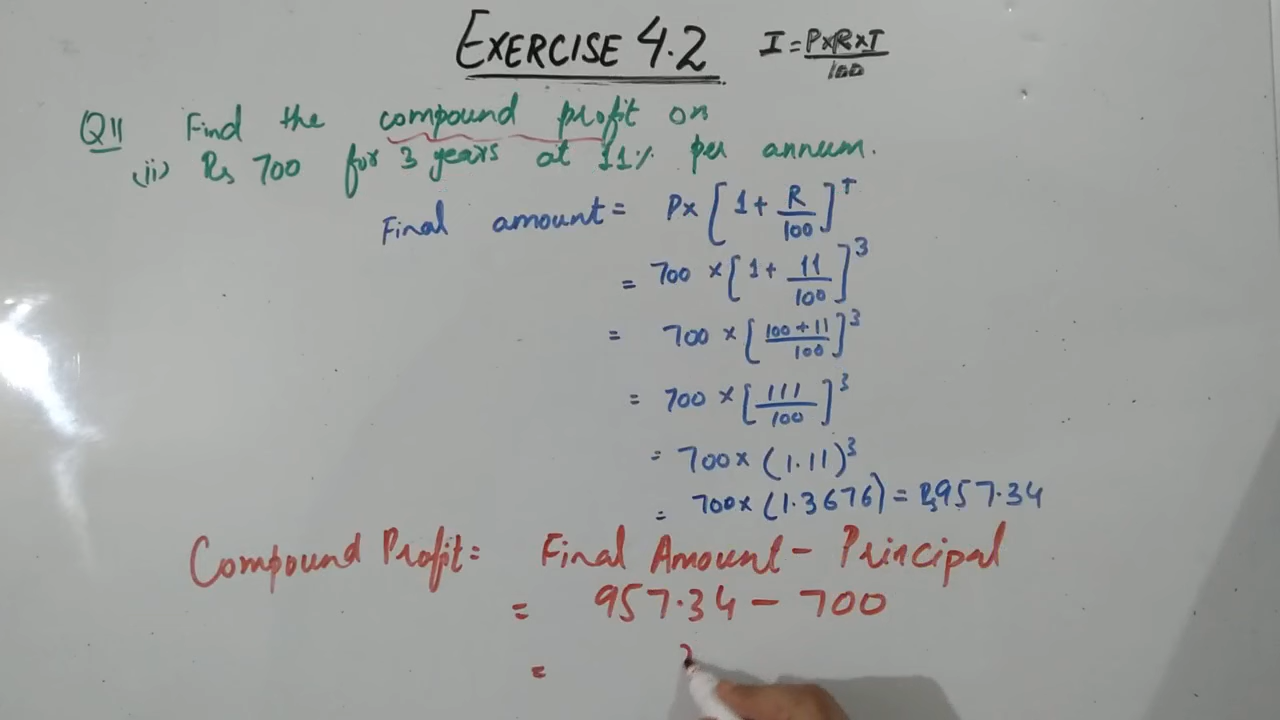 EXERCISE 4.2
I = P×R×T/100
Q11 Find the compound profit on
(ii) Rs 700 for 3 years at 11% per annum.
Final amount = P× [1 + R/100]^T
= 700 × [1 + 11/100]^3
= 700 × [100 + 11/100]^3
= 700 × [111/100]^3
= 700 × (1.11)^3
= 700 × (1.3676) = Rs 957.34
Compound Profit = Final Amount - Principal
= 957.34 - 700
=